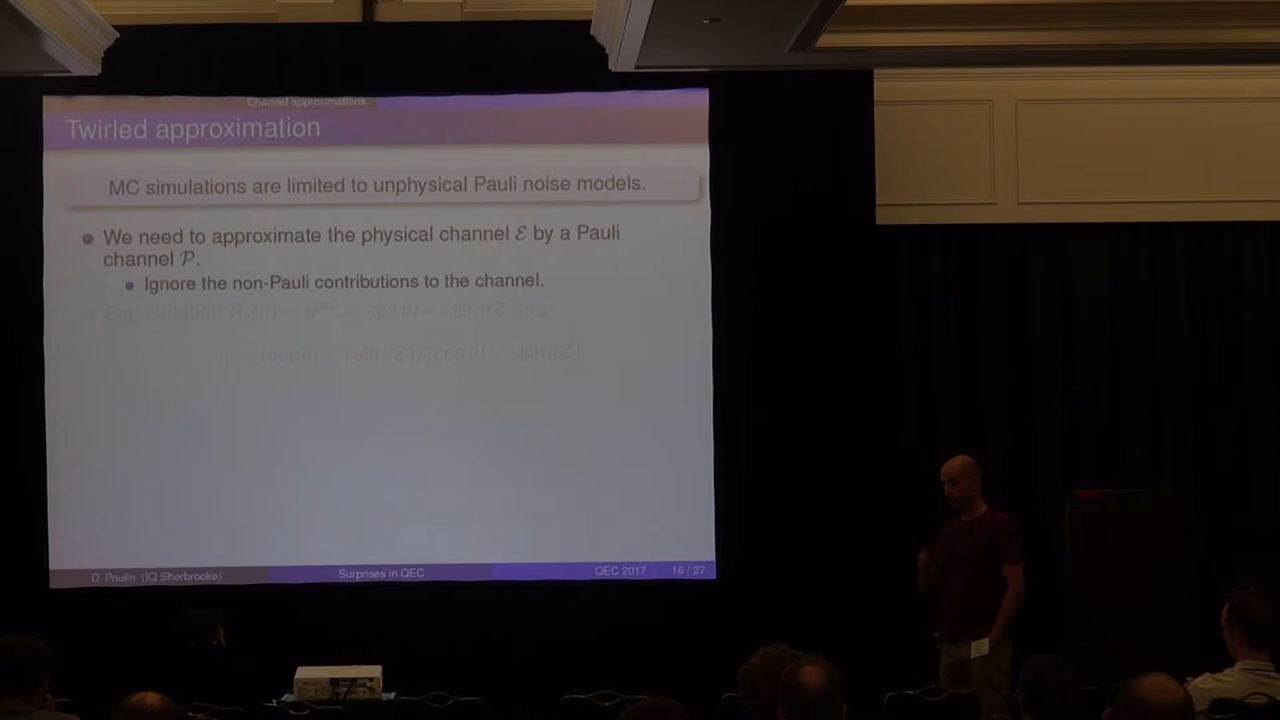 Channel approximations
Twirled approximation
MC simulations are limited to unphysical Pauli noise models.
We need to approximate the physical channel ℰ by a Pauli
channel 𝒫.
Ignore the non-Pauli contributions to the channel.
E.g. Rotation
D. Poulin (IQ Sherbrooke)
Surprises in QEC
QEC 2017 16 / 27